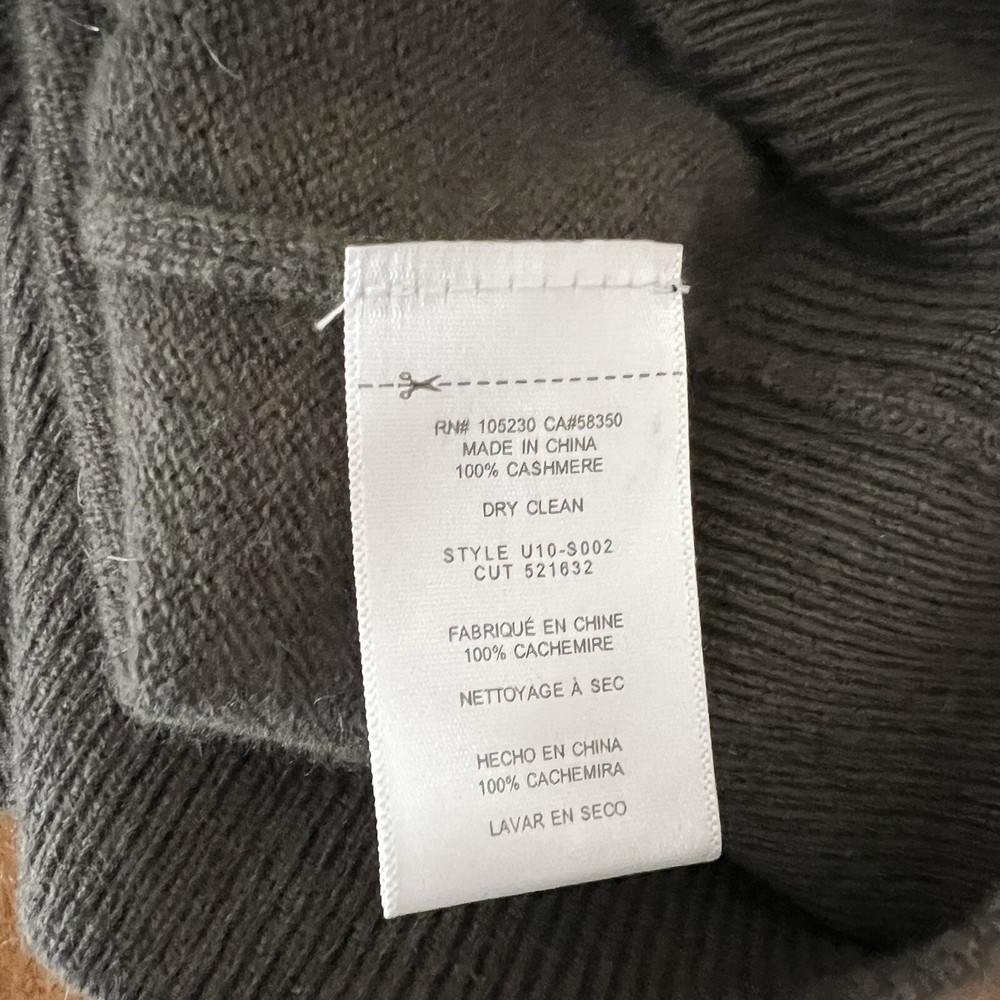 RN# 105230 CA#58350
MADE IN CHINA
100% CASHMERE
DRY CLEAN
STYLE U10-S002
CUT 521632
FABRIQUÉ EN CHINE
100% CACHEMIRE
NETTOYAGE À SEC
HECHO EN CHINA
100% CACHEMIRA
LAVAR EN SECO